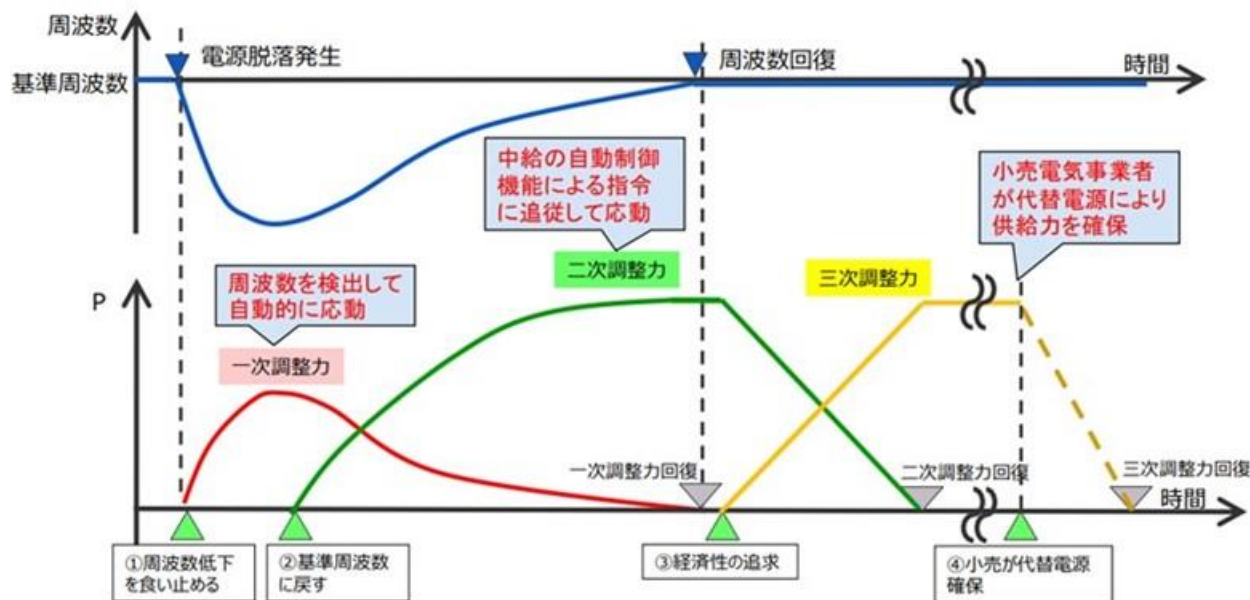 周波数
電源脱落発生
周波数回復
時間
基準周波数
中給の自動制御
機能による指令
に追従して応動
小売電気事業者
が代替電源により
供給力を確保
周波数を検出して
自動的に応動
二次調整力
三次調整力
P
一次調整力
一次調整力回復
二次調整力回復
三次調整力回復
時間
①周波数低下
を食い止める
②基準周波数
に戻す
③経済性の追求
④小売が代替電源
確保